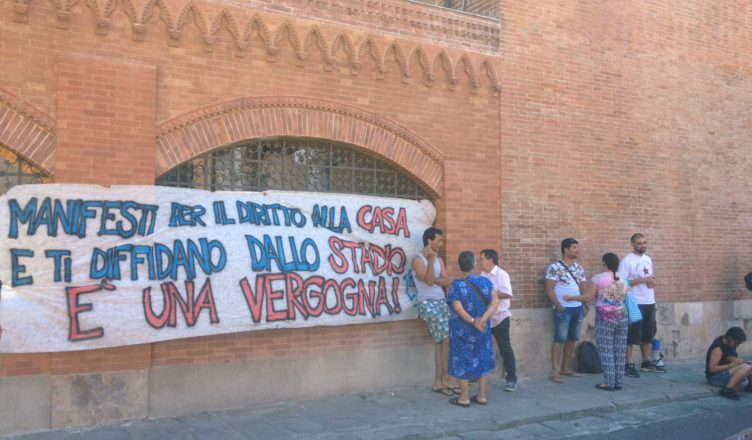 MANIFESTI PER IL DIRITTO ALLA CASA
E TI DIFFIDANO DALLO STADIO
E' UNA VERGOGNA!